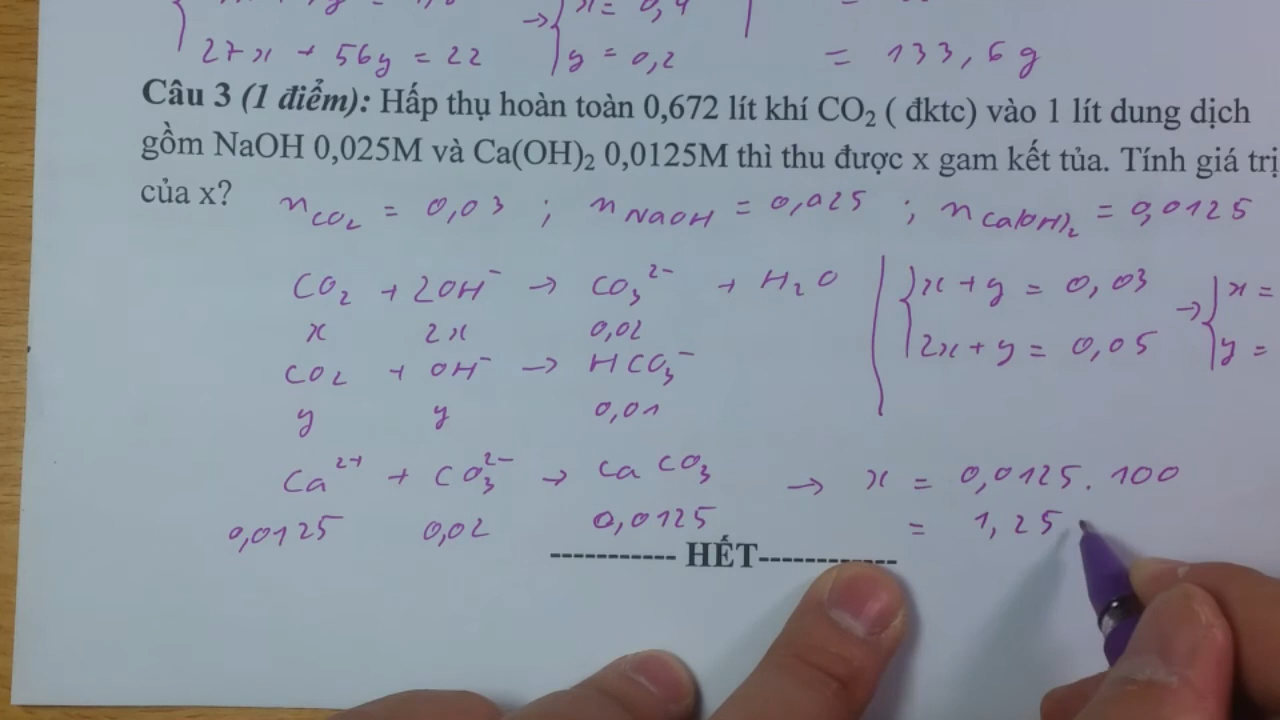 27x + 56y = 22
y = 0,2
= 133,6g
Câu 3 (1 điểm): Hấp thụ hoàn toàn 0,672 lít khí CO₂ ( đktc) vào 1 lít dung dịch
gồm NaOH 0,025M và Ca(OH)₂ 0,0125M thì thu được x gam kết tủa. Tính giá trị
của x?
n CO₂ = 0,03 ; n NaOH = 0,025 ; n Ca(OH)₂ = 0,0125
CO₂ + 2OH⁻ → CO₃²⁻ + H₂O
x 2x 0,02
CO₂ + OH⁻ → HCO₃⁻
y y 0,01
x + y = 0,03 → x =
2x + y = 0,05 y =
Ca²⁺ + CO₃²⁻ → CaCO₃ → x = 0,0125 . 100
0,0125 0,02 0,0125 = 1,25
----------- HẾT------------